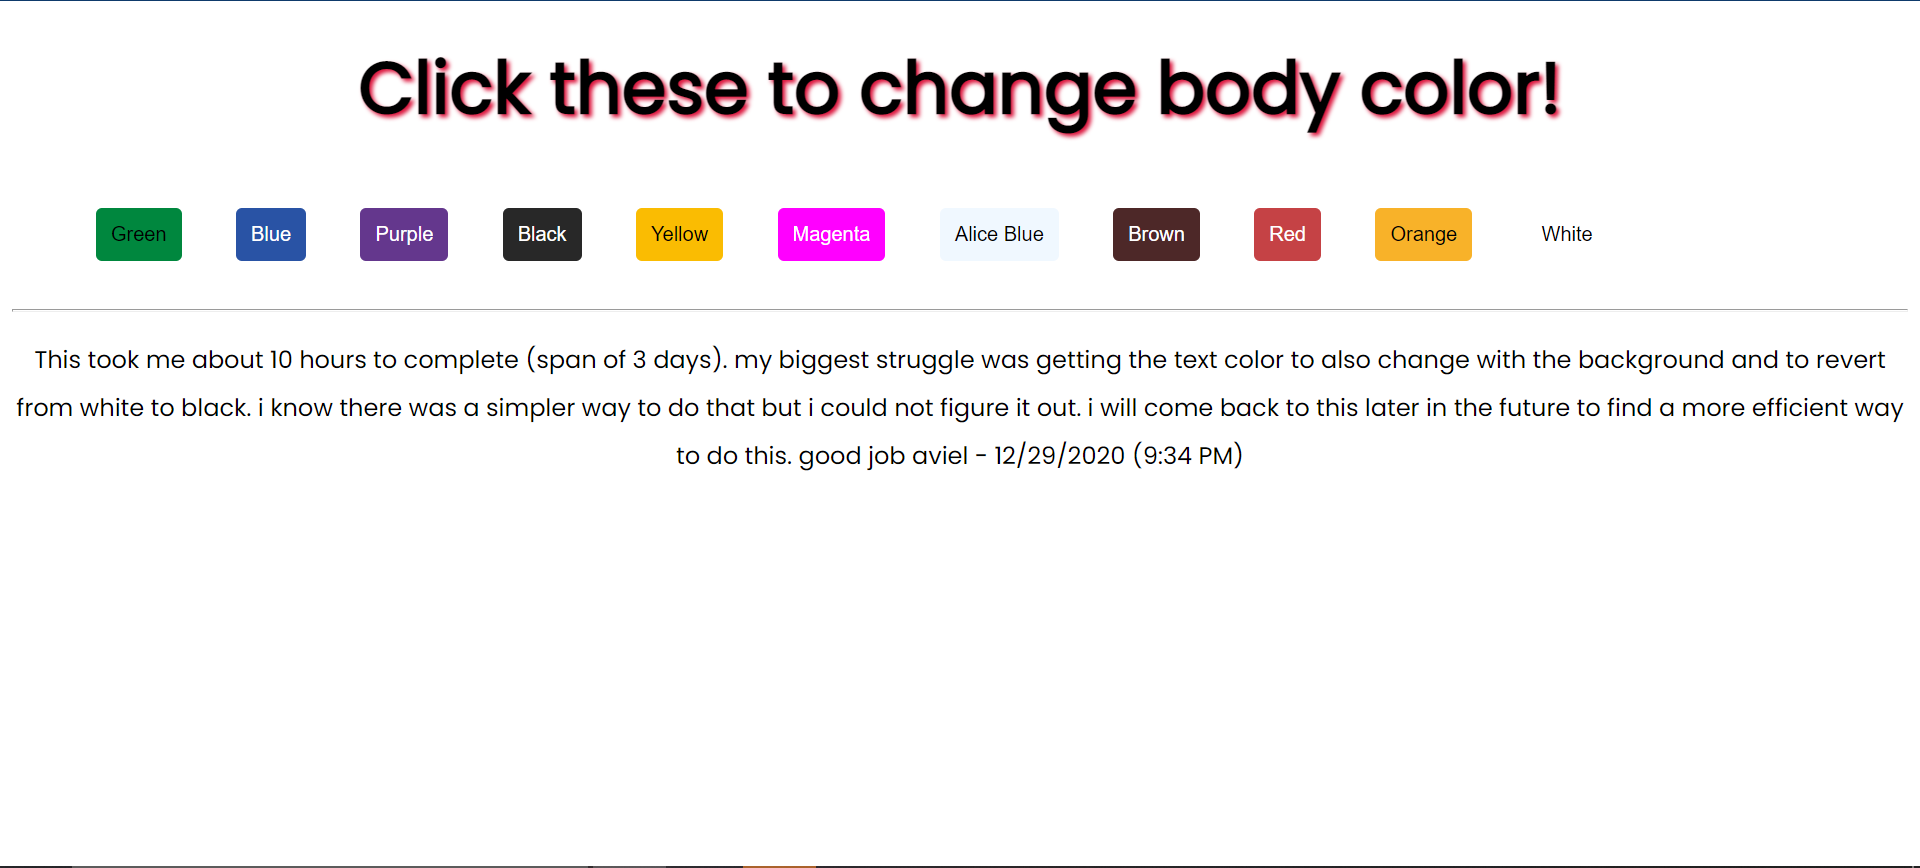 Click these to change body color!
Green Blue Purple Black Yellow Magenta Alice Blue Brown Red Orange White
This took me about 10 hours to complete (span of 3 days). my biggest struggle was getting the text color to also change with the background and to revert
from white to black. i know there was a simpler way to do that but i could not figure it out. i will come back to this later in the future to find a more efficient way
to do this. good job aviel - 12/29/2020 (9:34 PM)